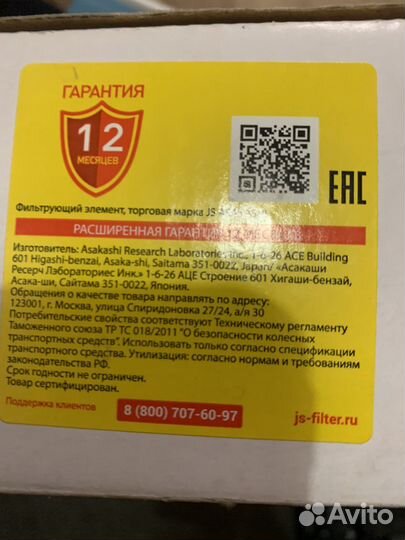 ГАРАНТИЯ
12
МЕСЯЦЕВ
EAC
Фильтрующий элемент, торговая марка JS
РАСШИРЕННАЯ ГАРАНТИЯ 12 МЕСЯЦЕВ
Изготовитель: Asakashi Research Laboratories, Inc., 1-6-26 ACE Building
601 Higashi-benzai, Asaka-shi, Saitama 351-0022, Japan/ «Асакаши
Ресерч Лэбораториес Инк.» 1-6-26 АЦЕ Строение 601 Хигаши-бензай,
Асака-ши, Сайтама 351-0022, Япония.
Обращения о качестве товара направлять по адресу:
123001, г. Москва, улица Спиридоновка 27/24, а/я 30
Потребительские свойства соответствуют Техническому регламенту
Таможенного союза ТР ТС 018/2011 "О безопасности колесных
транспортных средств". Использовать только согласно спецификации
транспортного средства. Утилизация: согласно нормам и требованиям
законодательства РФ.
Срок годности не ограничен.
Товар сертифицирован.
Поддержка клиентов
8 (800) 707-60-97
js-filter.ru
Avito